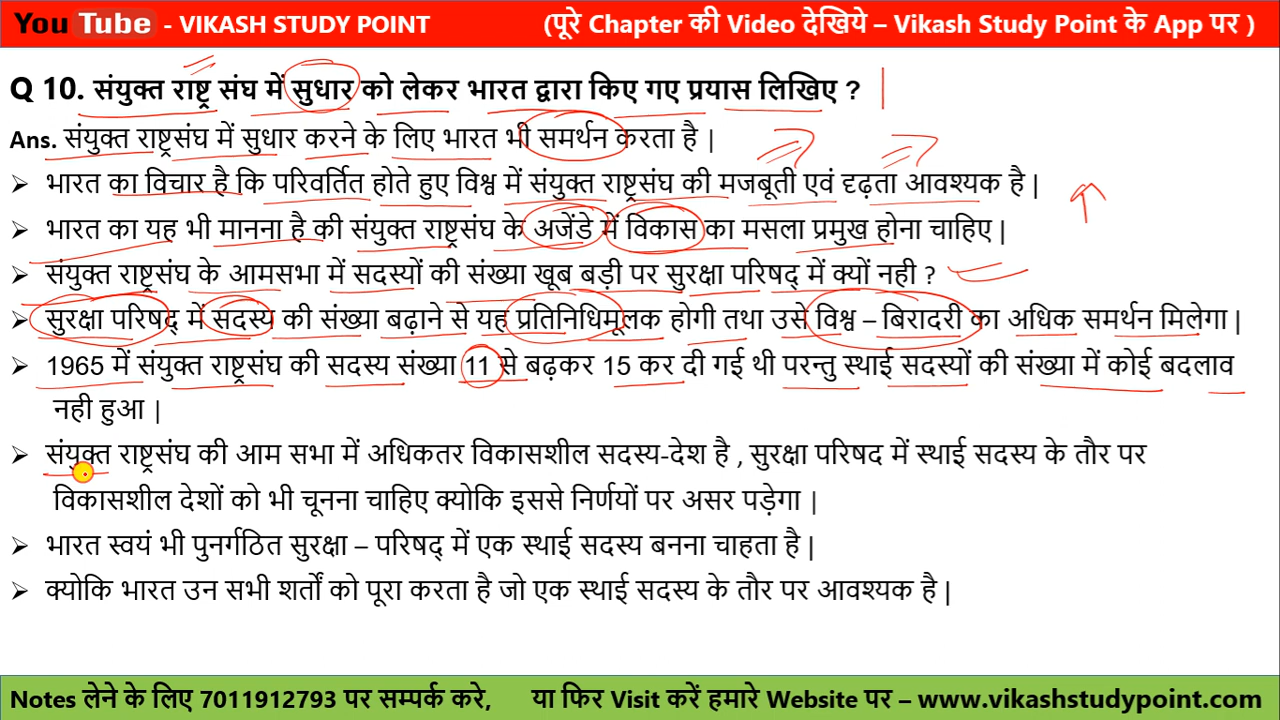 You Tube - VIKASH STUDY POINT (पूरे Chapter की Video देखिये – Vikash Study Point के App पर )
Q 10. संयुक्त राष्ट्र संघ में सुधार को लेकर भारत द्वारा किए गए प्रयास लिखिए ?
Ans. संयुक्त राष्ट्रसंघ में सुधार करने के लिए भारत भी समर्थन करता है |
➢ भारत का विचार है कि परिवर्तित होते हुए विश्व में संयुक्त राष्ट्रसंघ की मजबूती एवं दृढ़ता आवश्यक है |
➢ भारत का यह भी मानना है की संयुक्त राष्ट्रसंघ के अजेंडे में विकास का मसला प्रमुख होना चाहिए |
➢ संयुक्त राष्ट्रसंघ के आमसभा में सदस्यों की संख्या खूब बड़ी पर सुरक्षा परिषद् में क्यों नही ?
➢ सुरक्षा परिषद् में सदस्य की संख्या बढ़ाने से यह प्रतिनिधिमूलक होगी तथा उसे विश्व – बिरादरी का अधिक समर्थन मिलेगा |
➢ 1965 में संयुक्त राष्ट्रसंघ की सदस्य संख्या 11 से बढ़कर 15 कर दी गई थी परन्तु स्थाई सदस्यों की संख्या में कोई बदलाव
नही हुआ |
➢ संयुक्त राष्ट्रसंघ की आम सभा में अधिकतर विकासशील सदस्य-देश है , सुरक्षा परिषद में स्थाई सदस्य के तौर पर
विकासशील देशों को भी चूनना चाहिए क्योकि इससे निर्णयों पर असर पड़ेगा |
➢ भारत स्वयं भी पुनर्गठित सुरक्षा – परिषद् में एक स्थाई सदस्य बनना चाहता है |
➢ क्योकि भारत उन सभी शर्तों को पूरा करता है जो एक स्थाई सदस्य के तौर पर आवश्यक है |
Notes लेने के लिए 7011912793 पर सम्पर्क करे, या फिर Visit करें हमारे Website पर – www.vikashstudypoint.com